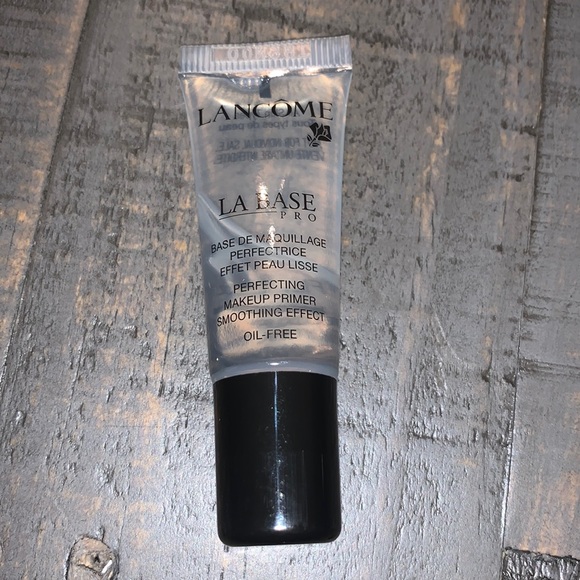 LANCÔME
LA BASE
PRO
BASE DE MAQUILLAGE
PERFECTRICE
EFFET PEAU LISSE
PERFECTING
MAKEUP PRIMER
SMOOTHING EFFECT
OIL-FREE